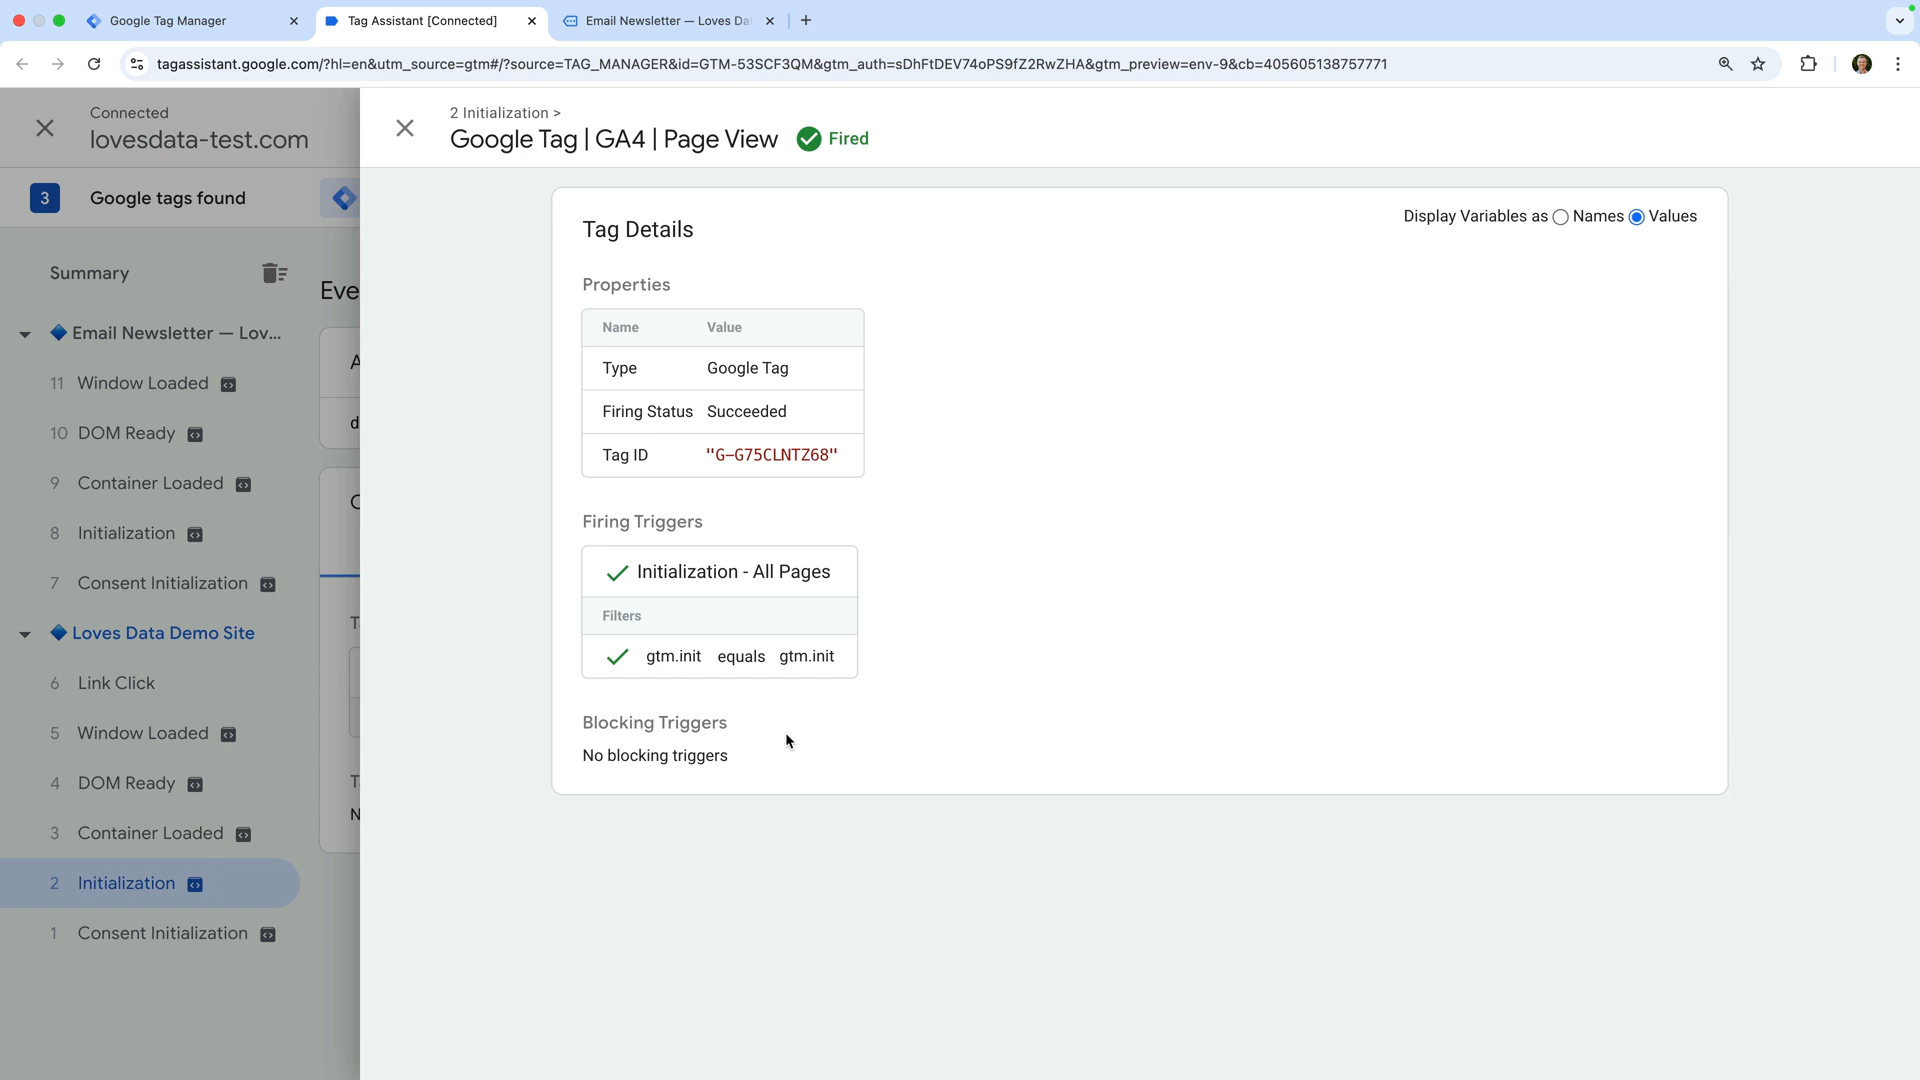 Google Tag Manager
Tag Assistant [Connected]
Email Newsletter — Loves Da
tagassistant.google.com/?hl=en&utm_source=gtm#/?source=TAG_MANAGER&id=GTM-53SCF3QM&gtm_auth=sDhFtDEV74oPS9fZ2RwZHA&gtm_preview=env-9&cb=405605138757771
Connected
lovesdata-test.com
2 Initialization >
Google Tag | GA4 | Page View
Fired
3
Google tags found
Summary
Eve
Email Newsletter — Lov...
11 Window Loaded
10 DOM Ready
9 Container Loaded
8 Initialization
7 Consent Initialization
Loves Data Demo Site
6 Link Click
5 Window Loaded
4 DOM Ready
3 Container Loaded
2 Initialization
1 Consent Initialization
Tag Details
Display Variables as Names Values
Properties
Name Value
Type Google Tag
Firing Status Succeeded
Tag ID "G-G75CLNTZ68"
Firing Triggers
Initialization - All Pages
Filters
gtm.init equals gtm.init
Blocking Triggers
No blocking triggers